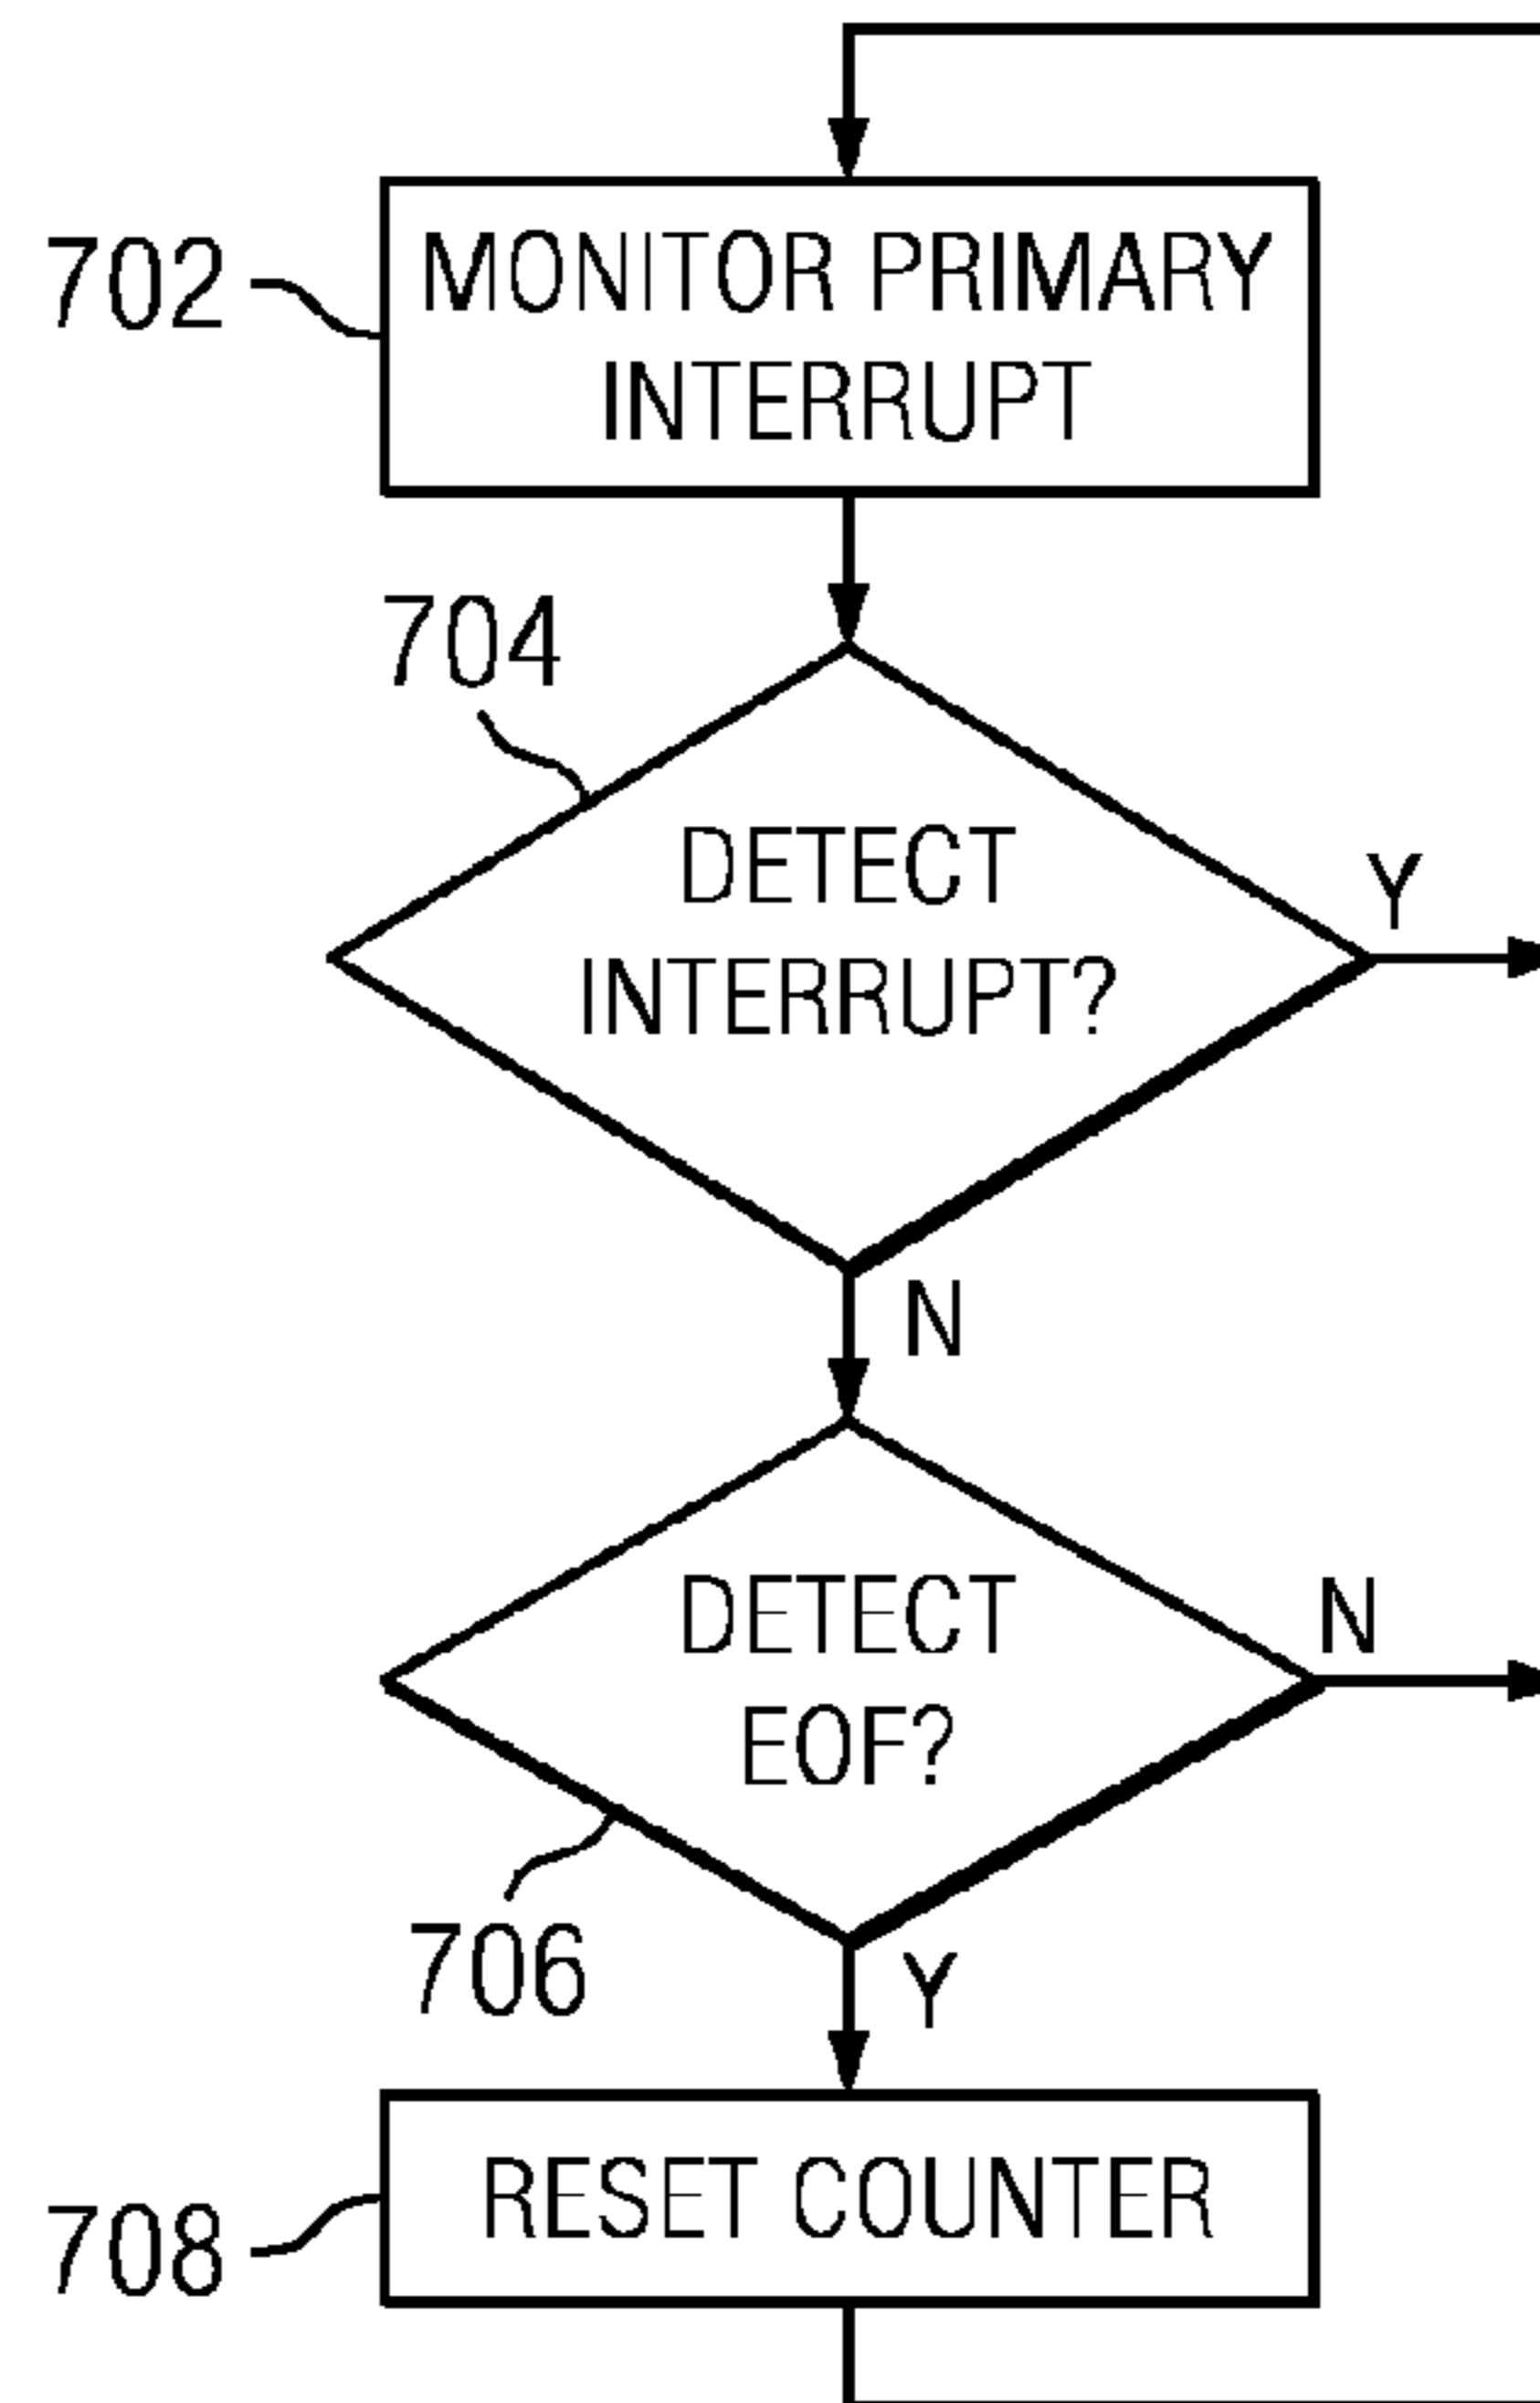 702
MONITOR PRIMARY
INTERRUPT
704
DETECT
INTERRUPT?
Y
N
DETECT
EOF?
N
706
Y
708
RESET COUNTER